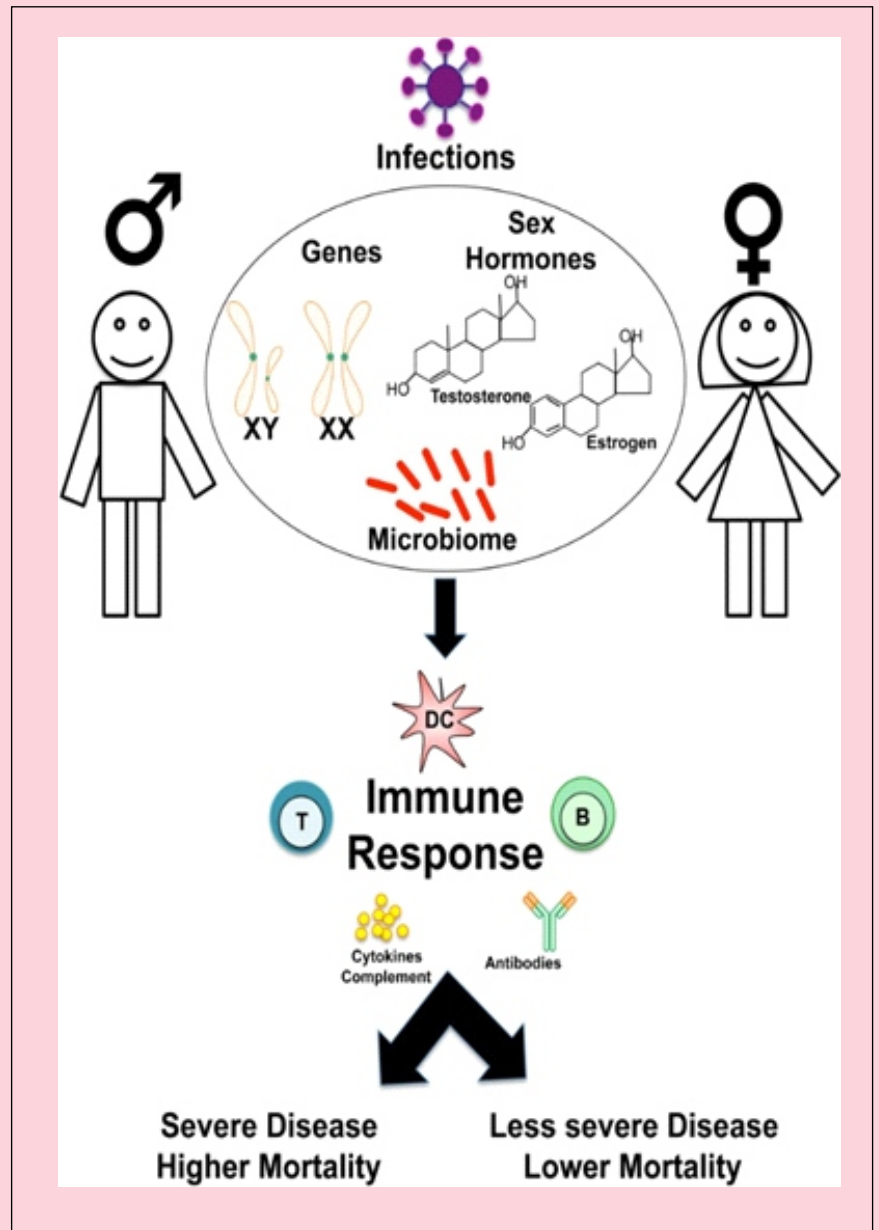 Infections
Genes
Sex
Hormones
OH
HO
Testosterone
OH
HO
Estrogen
XY
XX
Microbiome
DC
T
Immune
Response
B
Cytokines
Complement
Antibodies
Severe Disease
Higher Mortality
Less severe Disease
Lower Mortality